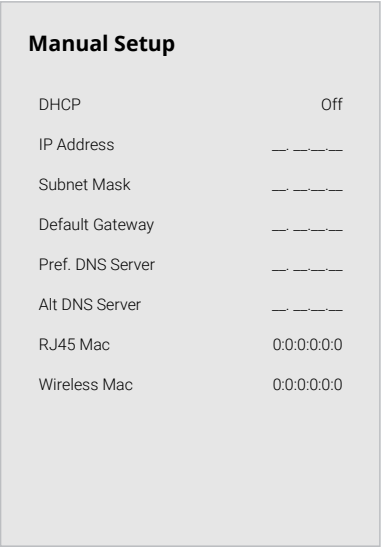 Manual Setup
DHCP Off
IP Address __. __.__.__
Subnet Mask __. __.__.__
Default Gateway __. __.__.__
Pref. DNS Server __. __.__.__
Alt DNS Server __. __.__.__
RJ45 Mac 0:0:0:0:0:0
Wireless Mac 0:0:0:0:0:0